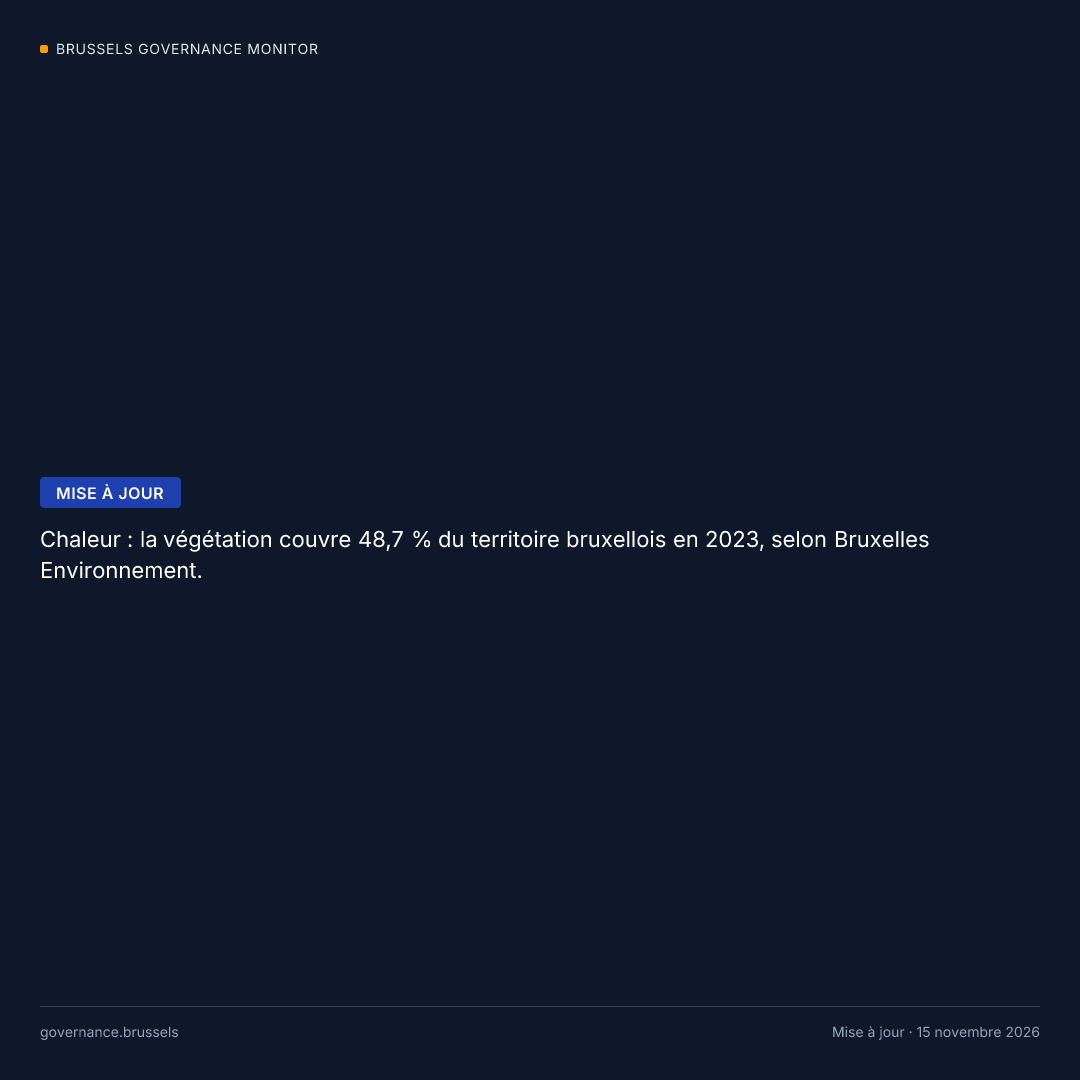 BRUSSELS GOVERNANCE MONITOR
MISE À JOUR
Chaleur : la végétation couvre 48,7 % du territoire bruxellois en 2023, selon Bruxelles
Environnement.
governance.brussels
Mise à jour · 15 novembre 2026